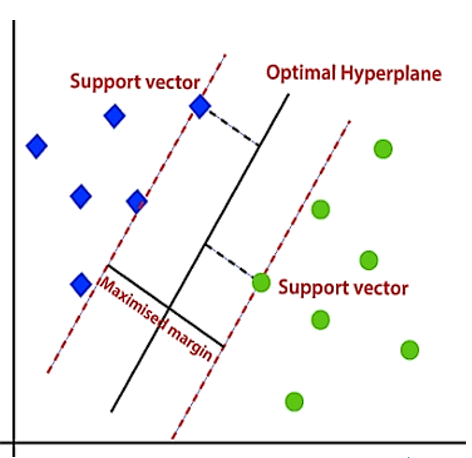 Support vector
Optimal Hyperplane
Support vector
Maximised margin